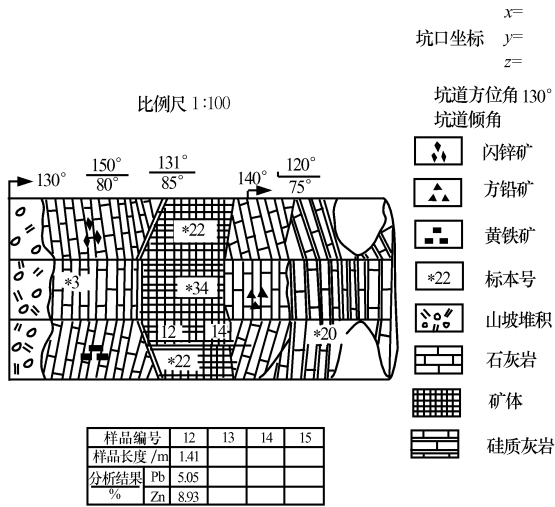 x=
坑口坐标 y=
z=
坑道方位角 130°
坑道倾角
比例尺 1:100
130°
150°
80°
131°
85°
140°
120°
75°
*22
*3
*34
12
14
*22
*20
闪锌矿
方铅矿
黄铁矿
*22 标本号
山坡堆积
石灰岩
矿体
硅质灰岩
样品编号 12 13 14 15
样品长度/m 1.41
分析结果 Pb 5.05
% Zn 8.93